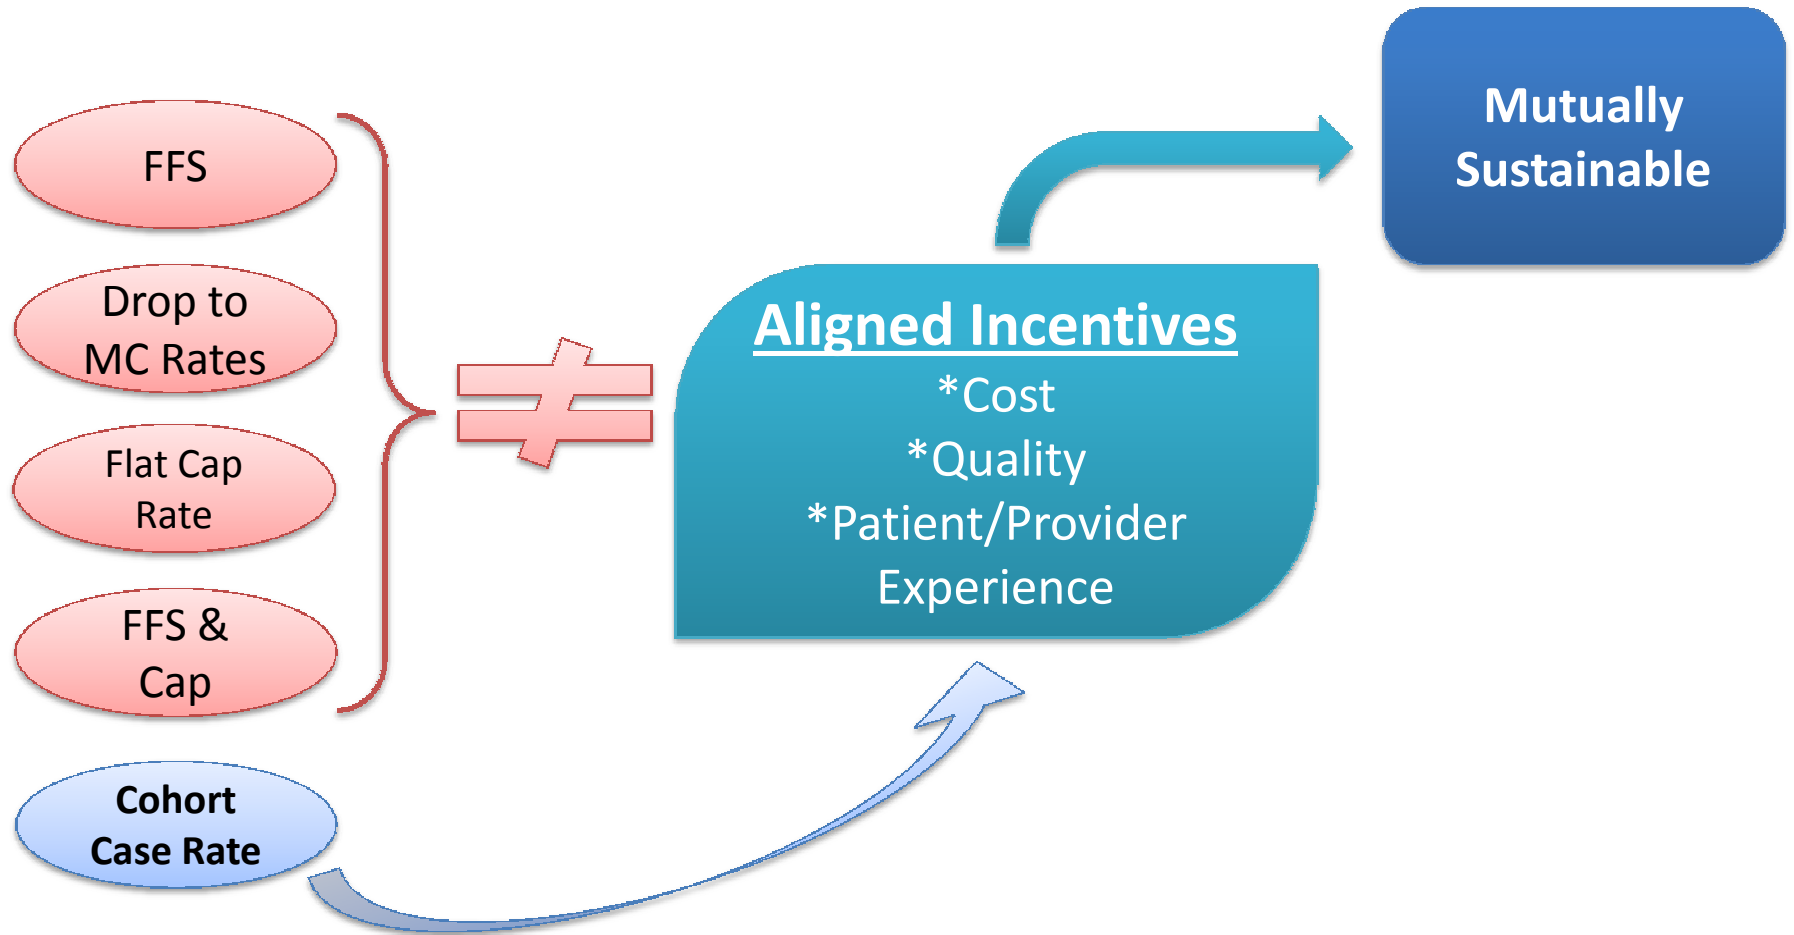 FFS
Drop to
MC Rates
Flat Cap
Rate
FFS &
Cap
Cohort
Case Rate
Aligned Incentives
*Cost
*Quality
*Patient/Provider
Experience
Mutually
Sustainable